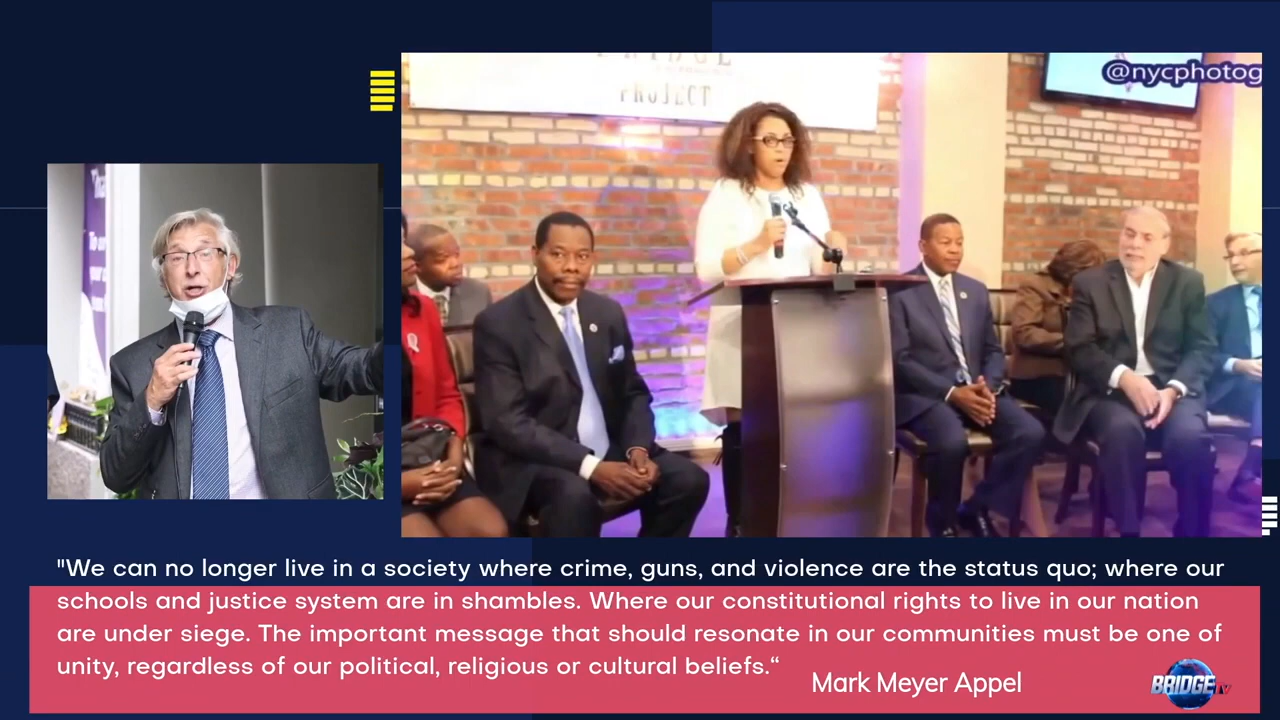 @nycphotog
PROJECT
"We can no longer live in a society where crime, guns, and violence are the status quo; where our
schools and justice system are in shambles. Where our constitutional rights to live in our nation
are under siege. The important message that should resonate in our communities must be one of
unity, regardless of our political, religious or cultural beliefs.“
Mark Meyer Appel
BRIDGE TV